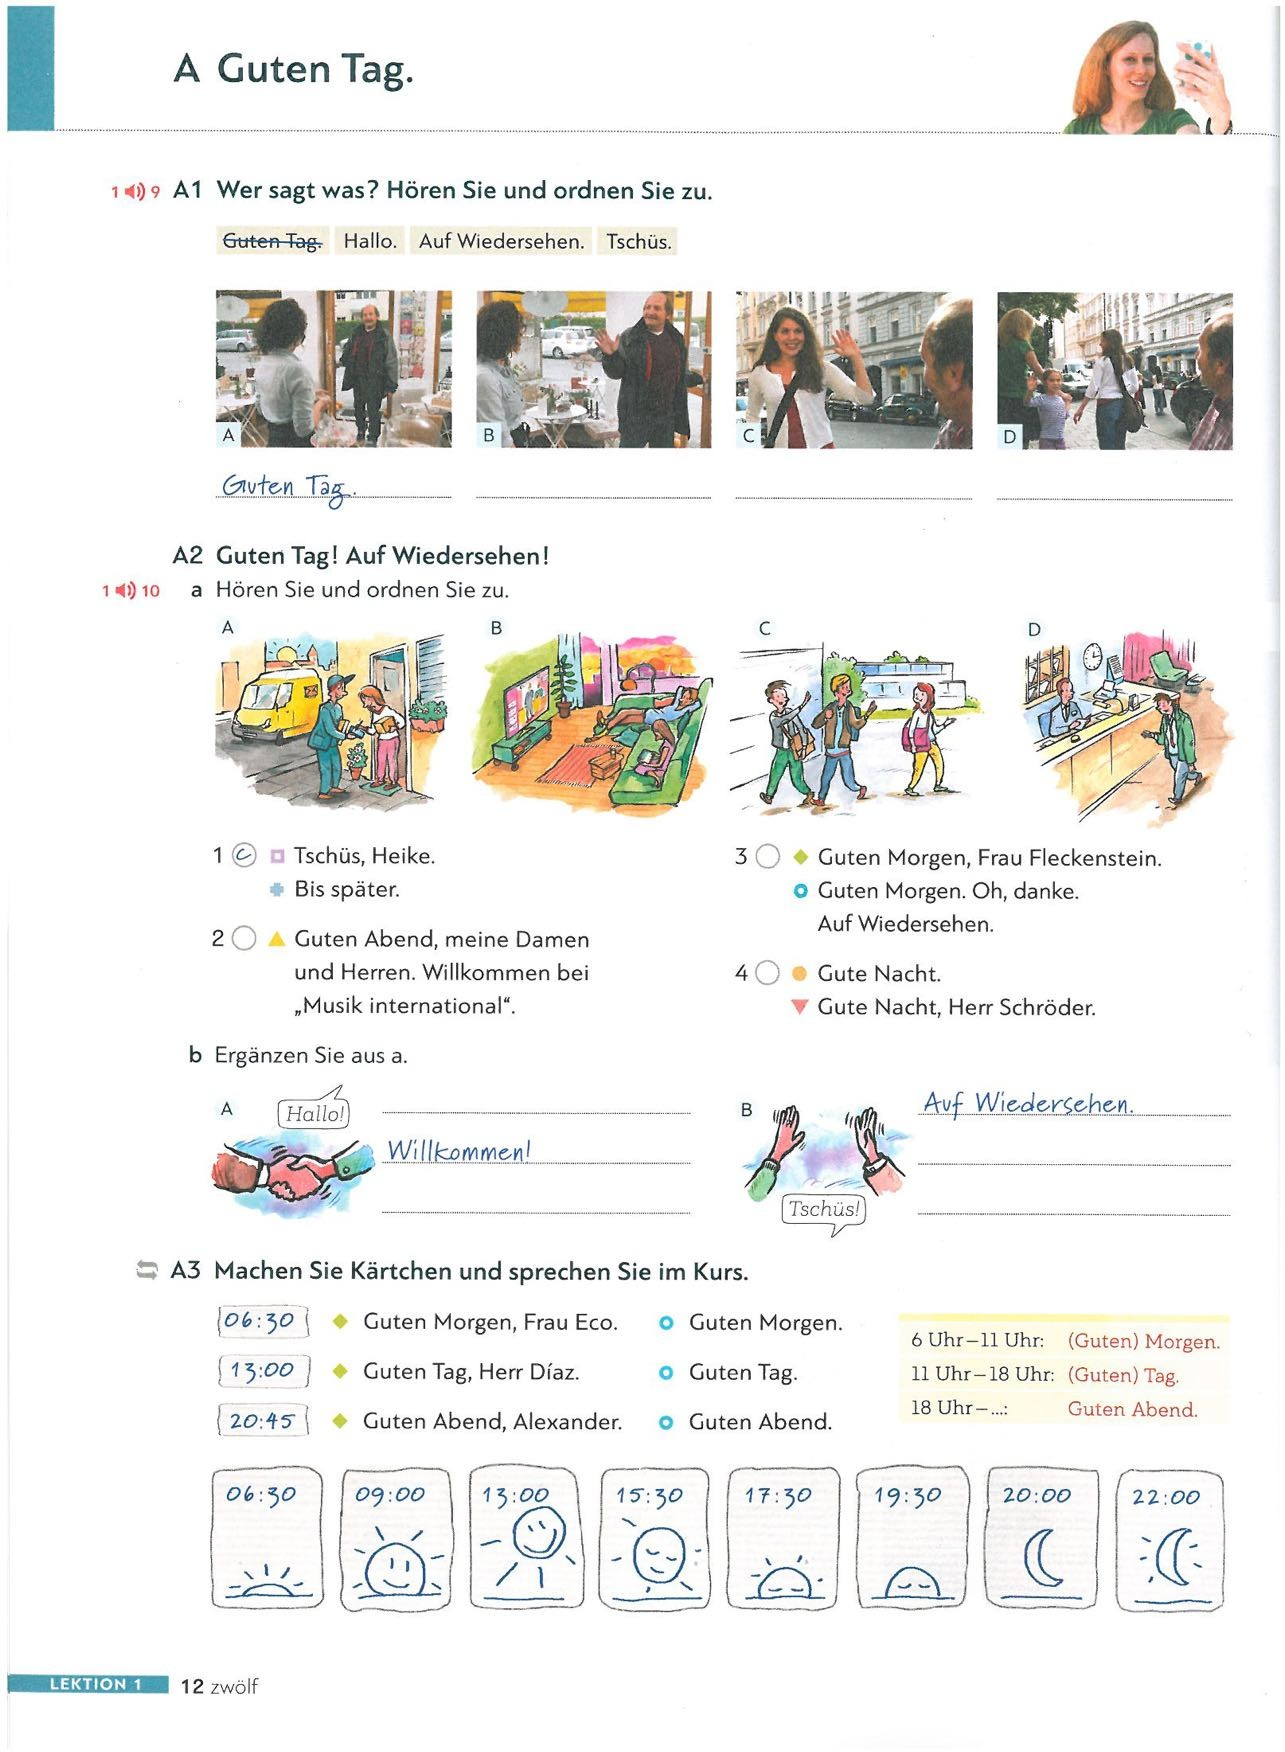 A Guten Tag.
1 9 A1 Wer sagt was? Hören Sie und ordnen Sie zu.
Guten Tag. Hallo. Auf Wiedersehen. Tschüs.
A B C D
Guten Tag.
A2 Guten Tag! Auf Wiedersehen!
1 10 a Hören Sie und ordnen Sie zu.
A B C D
1 C Tschüs, Heike.
Bis später.
2 Guten Abend, meine Damen
und Herren. Willkommen bei
„Musik international“.
3 Guten Morgen, Frau Fleckenstein.
Guten Morgen. Oh, danke.
Auf Wiedersehen.
4 Gute Nacht.
Gute Nacht, Herr Schröder.
b Ergänzen Sie aus a.
A Hallo!
Willkommen!
B Auf Wiedersehen.
Tschüs!
A3 Machen Sie Kärtchen und sprechen Sie im Kurs.
06:30 Guten Morgen, Frau Eco. Guten Morgen.
13:00 Guten Tag, Herr Díaz. Guten Tag.
20:45 Guten Abend, Alexander. Guten Abend.
6 Uhr–11 Uhr: (Guten) Morgen.
11 Uhr–18 Uhr: (Guten) Tag.
18 Uhr–...: Guten Abend.
06:30 09:00 13:00 15:30 17:30 19:30 20:00 22:00
LEKTION 1 12 zwölf